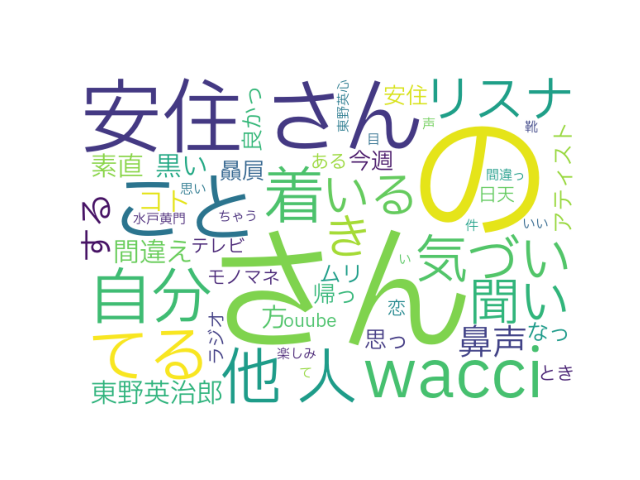 安住 さん リスナ
安住
東野英心
良かっ
の
声
目
靴
アティスト
素直 黒い 贔屓 ある 今週
こと 着 いる
思い
コト
水戸黄門 ちゃう
する
間違っ
日天
き
件 いい
間違え テレビ
さん
気づい
自分
モノマネ
ムリ
帰っ
い
聞い
方 ouube
恋
てる
ラジオ
思っ
鼻声 なっ
他人
楽しみ
て
wacci
とき
東野英治郎